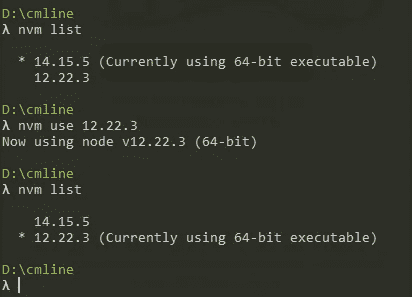 D:\cmline
λ nvm list
* 14.15.5 (Currently using 64-bit executable)
12.22.3
D:\cmline
λ nvm use 12.22.3
Now using node v12.22.3 (64-bit)
D:\cmline
λ nvm list
14.15.5
* 12.22.3 (Currently using 64-bit executable)
D:\cmline
λ